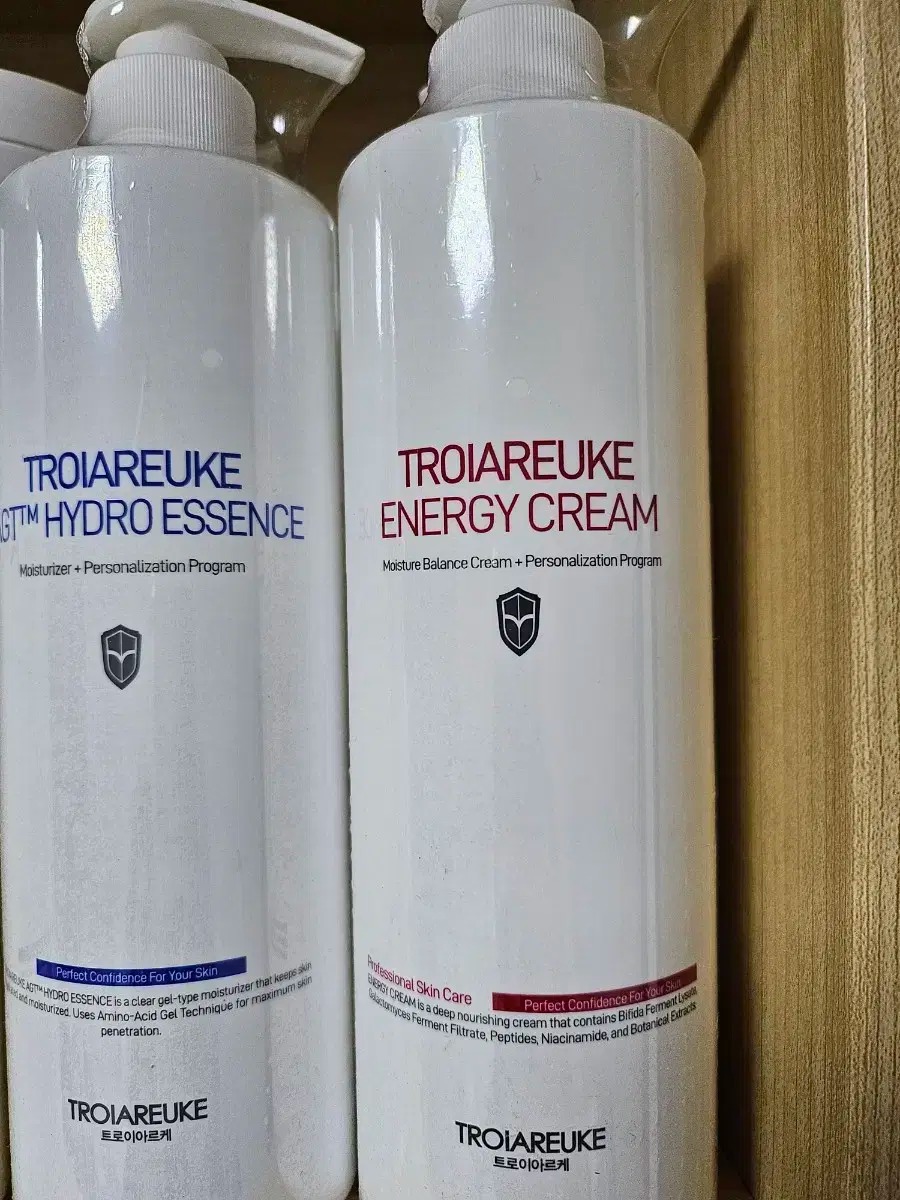 TROIAREUKE
AGT™ HYDRO ESSENCE
Moisturizer + Personalization Program
Perfect Confidence For Your Skin
AGT™ HYDRO ESSENCE is a clear gel-type moisturizer that keeps skin
and moisturized. Uses Amino-Acid Gel Technique for maximum skin
penetration.
TROIAREUKE
트로이아르케
TROIAREUKE
ENERGY CREAM
Moisture Balance Cream + Personalization Program
Professional Skin Care
Perfect Confidence For Your Skin
ENERGY CREAM is a deep nourishing cream that contains Bifida Ferment Lysate,
Galactomyces Ferment Filtrate, Peptides, Niacinamide, and Botanical Extracts
TROIAREUKE
트로이아르케